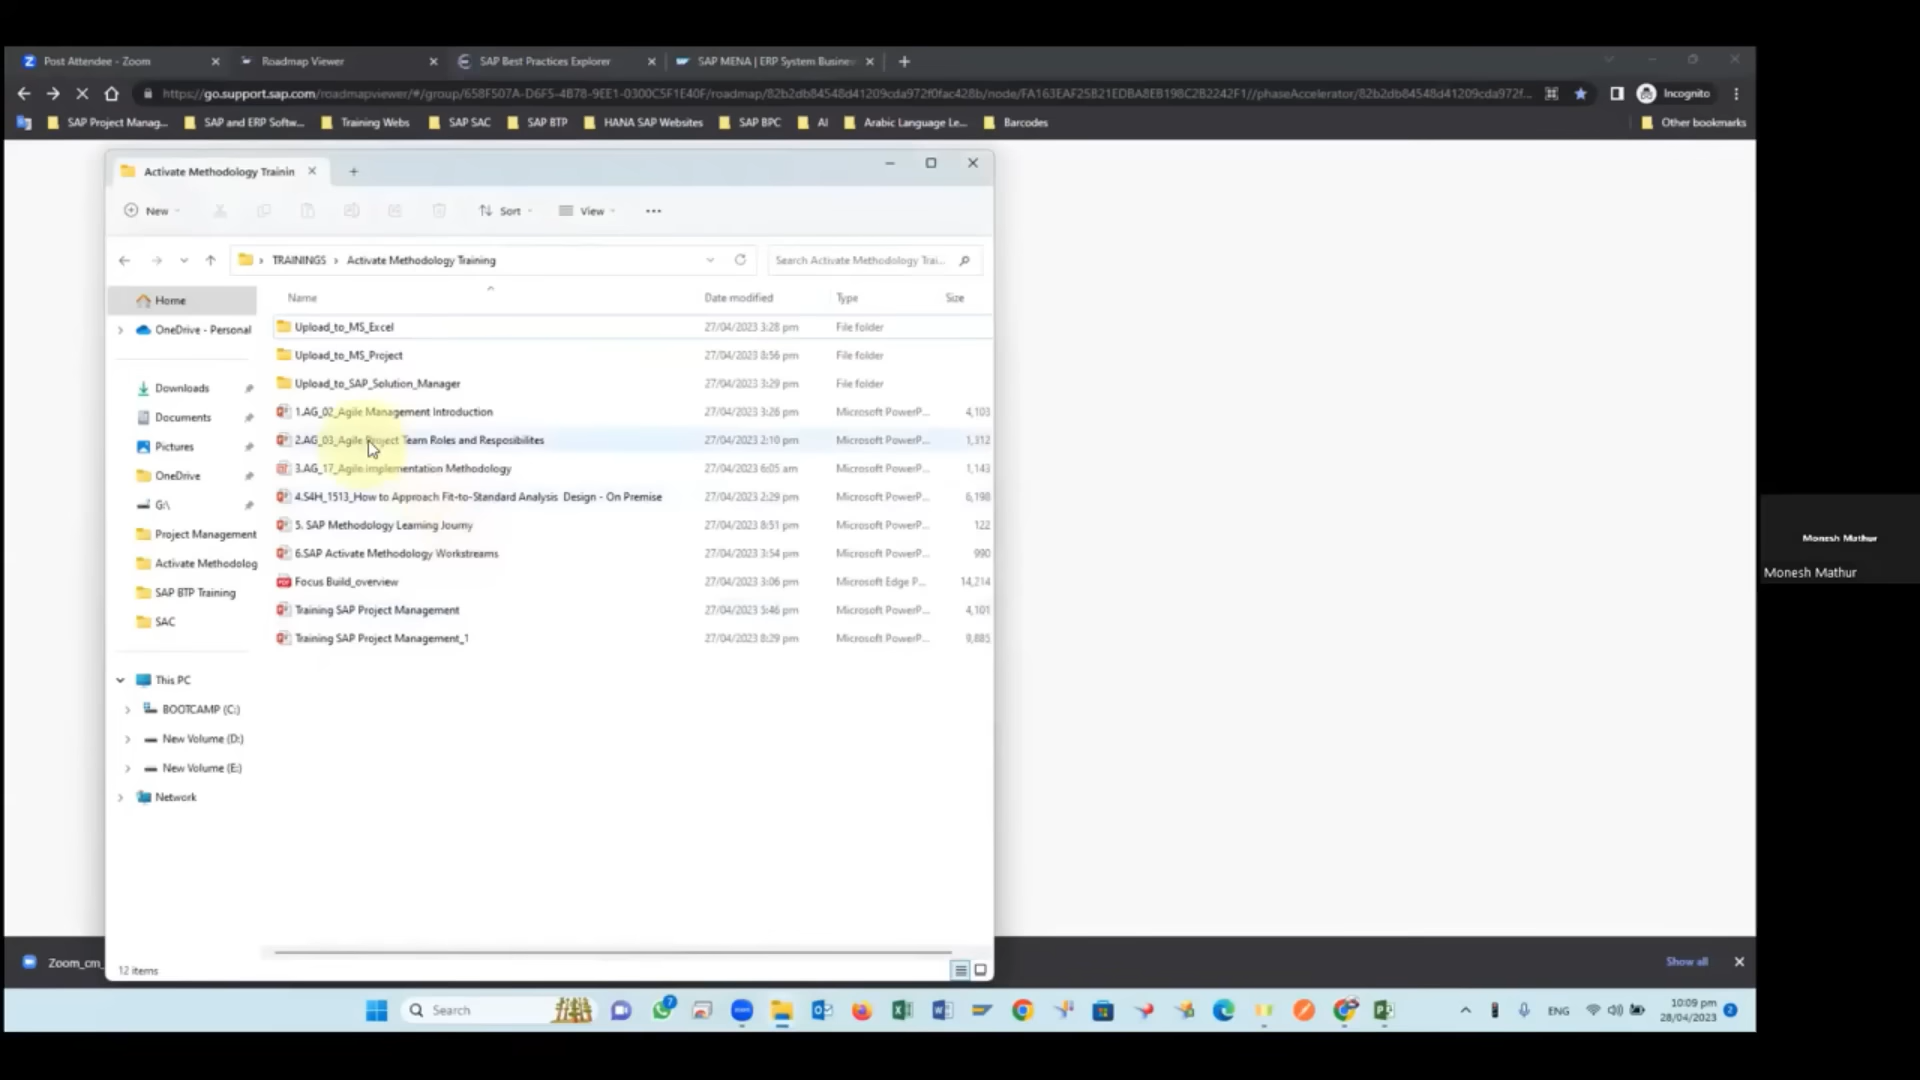 Post Attendee - Zoom
Roadmap Viewer
SAP Best Practices Explorer
SAP MENA | ERP System Busine
https://go.support.sap.com/roadmapviewer/#/group/658F507A-D6F5-4B78-9EE1-0300C5F1E40F/roadmap/82b2db84548d41209cda972f0fac428b/node/FA163EAF25B21EDBA8EB198C2B2242F1//phaseAccelerator/82b2db84548d41209cda972f...
Incognito
SAP Project Manag...
SAP and ERP Softw...
Training Webs
SAP SAC
SAP BTP
HANA SAP Websites
SAP BPC
AI
Arabic Language Le...
Barcodes
Other bookmarks
Activate Methodology Trainin
New
Sort
View
TRAININGS > Activate Methodology Training
Search Activate Methodology Trai...
Name
Date modified
Type
Size
Home
OneDrive - Personal
Downloads
Documents
Pictures
OneDrive
G:\
Project Management
Activate Methodolog
SAP BTP Training
SAC
This PC
BOOTCAMP (C:)
New Volume (D:)
New Volume (E:)
Network
Upload_to_MS_Excel 27/04/2023 3:28 pm File folder
Upload_to_MS_Project 27/04/2023 8:56 pm File folder
Upload_to_SAP_Solution_Manager 27/04/2023 3:29 pm File folder
1.AG_02_Agile Management Introduction 27/04/2023 3:26 pm Microsoft PowerP... 4,103
2.AG_03_Agile Project Team Roles and Resposibilites 27/04/2023 2:10 pm Microsoft PowerP... 1,312
3.AG_17_Agile implementation Methodology 27/04/2023 6:05 am Microsoft PowerP... 1,143
4.S4H_1513_How to Approach Fit-to-Standard Analysis Design - On Premise 27/04/2023 2:29 pm Microsoft PowerP... 6,198
5. SAP Methodology Learning Journy 27/04/2023 8:51 pm Microsoft PowerP... 122
6.SAP Activate Methodology Workstreams 27/04/2023 3:54 pm Microsoft PowerP... 990
Focus Build_overview 27/04/2023 3:06 pm Microsoft Edge P... 14,214
Training SAP Project Management 27/04/2023 5:46 pm Microsoft PowerP... 4,101
Training SAP Project Management_1 27/04/2023 8:29 pm Microsoft PowerP... 9,885
12 items
Zoom_cm_
Show all
Monesh Mathur
Monesh Mathur
Search
7
ENG
10:09 pm
28/04/2023
2